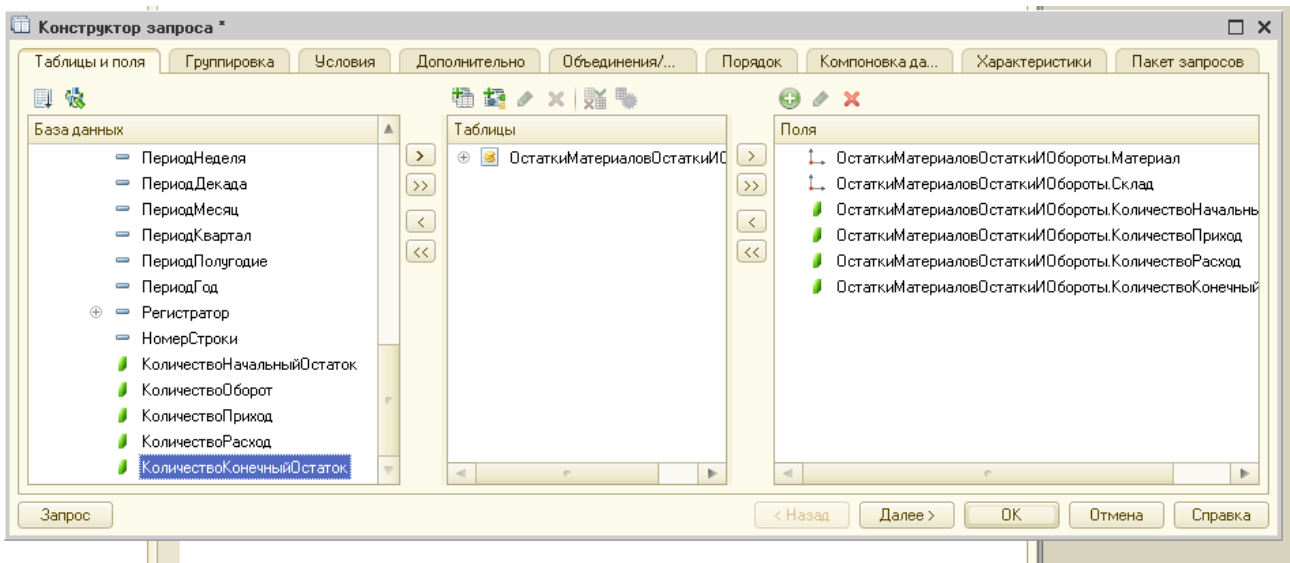 Конструктор запроса *
Таблицы и поля
Группировка
Условия
Дополнительно
Объединения/...
Порядок
Компоновка да...
Характеристики
Пакет запросов
База данных
ПериодНеделя
ПериодДекада
ПериодМесяц
ПериодКвартал
ПериодПолугодие
ПериодГод
Регистратор
НомерСтроки
КоличествоНачальныйОстаток
КоличествоОборот
КоличествоПриход
КоличествоРасход
КоличествоКонечныйОстаток
Таблицы
ОстаткиМатериаловОстаткиИО
Поля
ОстаткиМатериаловОстаткиИОбороты.Материал
ОстаткиМатериаловОстаткиИОбороты.Склад
ОстаткиМатериаловОстаткиИОбороты.КоличествоНачальны
ОстаткиМатериаловОстаткиИОбороты.КоличествоПриход
ОстаткиМатериаловОстаткиИОбороты.КоличествоРасход
ОстаткиМатериаловОстаткиИОбороты.КоличествоКонечный
Запрос
< Назад
Далее >
OK
Отмена
Справка